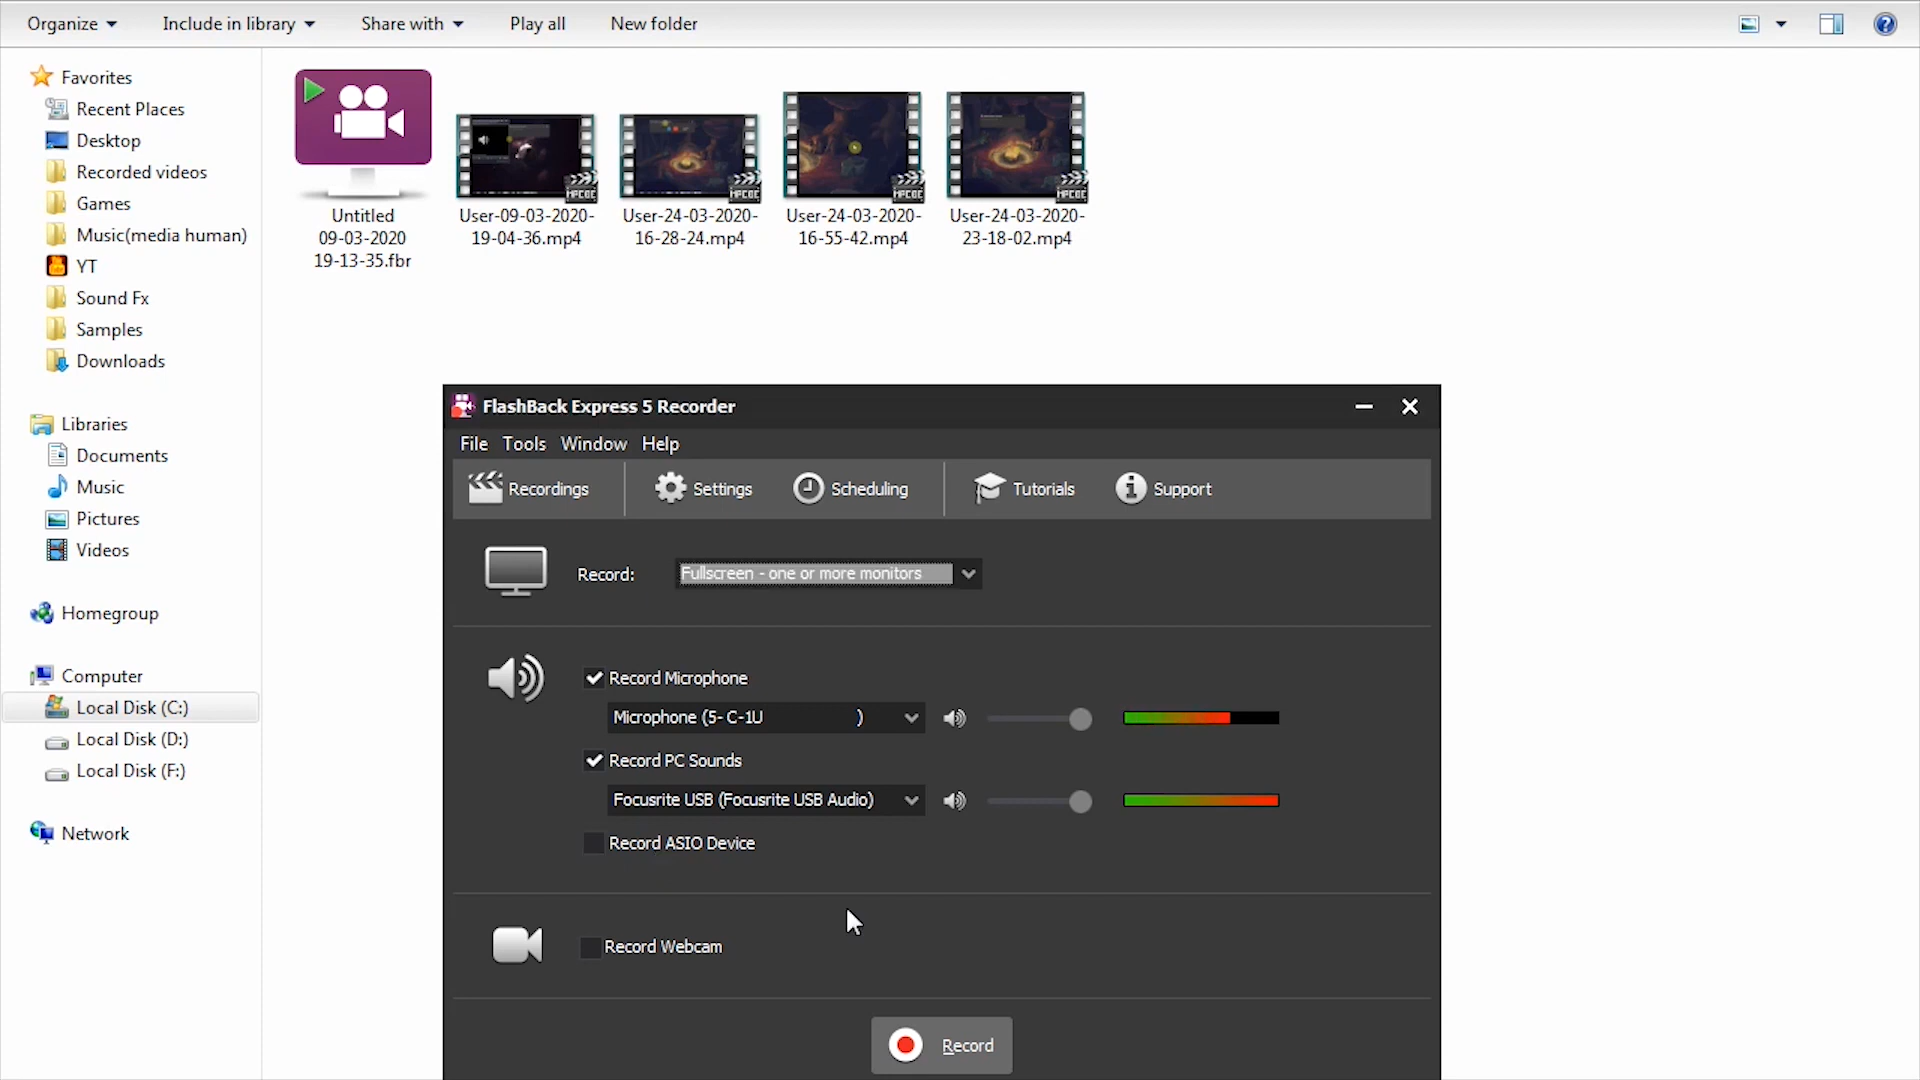 Organize Include in library Share with Play all New folder
Favorites
Recent Places
Desktop
Recorded videos
Games
Music(media human)
YT
Sound Fx
Samples
Downloads
Libraries
Documents
Music
Pictures
Videos
Homegroup
Computer
Local Disk (C:)
Local Disk (D:)
Local Disk (F:)
Network
Untitled
09-03-2020
19-13-35.fbr
User-09-03-2020-
19-04-36.mp4
User-24-03-2020-
16-28-24.mp4
User-24-03-2020-
16-55-42.mp4
User-24-03-2020-
23-18-02.mp4
FlashBack Express 5 Recorder
File Tools Window Help
Recordings Settings Scheduling Tutorials Support
Record: Fullscreen - one or more monitors
Record Microphone
Microphone (5- C-1U )
Record PC Sounds
Focusrite USB (Focusrite USB Audio)
Record ASIO Device
Record Webcam
Record